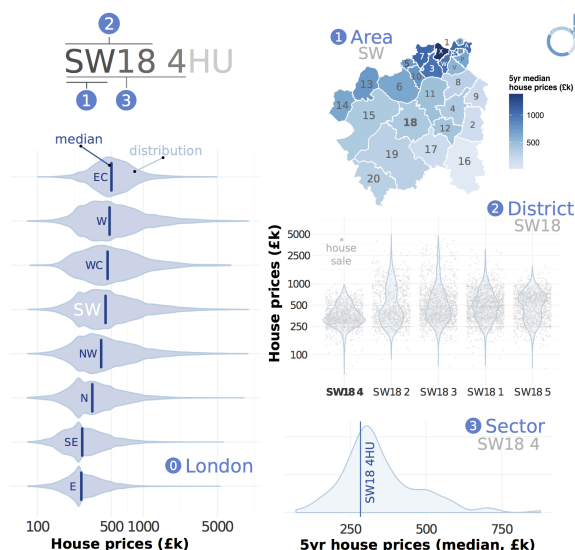 2
SW18 4HU
1
3
median
distribution
EC
W
WC
SW
NW
N
SE
E
0 London
100 500 1000 5000
House prices (£k)
1 Area
SW
1
13
14
6
15
11
8
9
4
18
12
2
19
17
16
20
5yr median
house prices (£k)
1000
500
2 District
SW18
House prices (£k)
5000
2500
1000
500
250
100
house
sale
SW18 4 SW18 2 SW18 3 SW18 1 SW18 5
3 Sector
SW18 4
SW18 4HU
250 500 750
5yr house prices (median, £k)